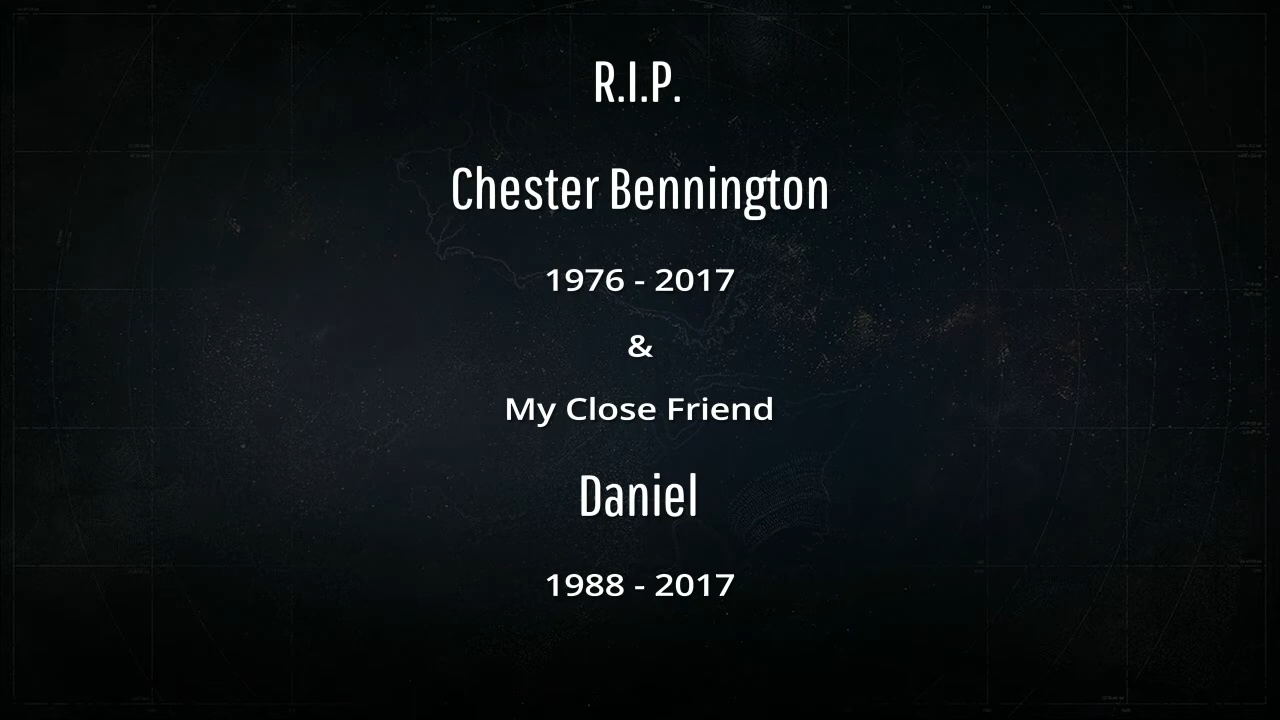 R.I.P.
Chester Bennington
1976 - 2017
&
My Close Friend
Daniel
1988 - 2017